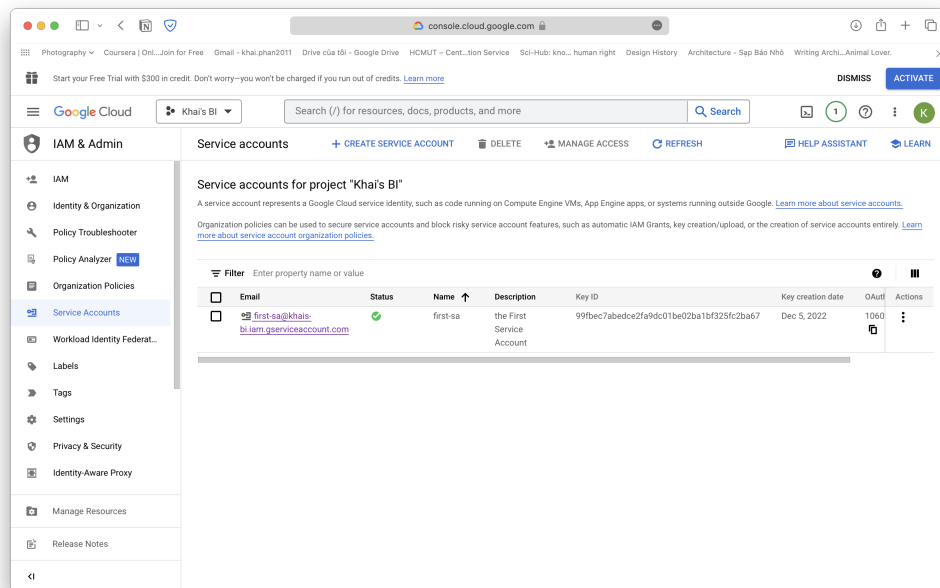 console.cloud.google.com
Photography Coursera | Onl...Join for Free Gmail - khai.phan2011 Drive của tôi - Google Drive HCMUT – Cent...tion Service Sci-Hub: kno... human right Design History Architecture - Sạp Báo Nhỏ Writing Archi...Animal Lover.
Start your Free Trial with $300 in credit. Don't worry—you won't be charged if you run out of credits. Learn more DISMISS ACTIVATE
Google Cloud Khai's BI Search (/) for resources, docs, products, and more Search 1 K
IAM & Admin
Service accounts + CREATE SERVICE ACCOUNT DELETE MANAGE ACCESS REFRESH HELP ASSISTANT LEARN
IAM
Identity & Organization
Policy Troubleshooter
Policy Analyzer NEW
Organization Policies
Service Accounts
Workload Identity Federat...
Labels
Tags
Settings
Privacy & Security
Identity-Aware Proxy
Manage Resources
Release Notes
Service accounts for project "Khai's BI"
A service account represents a Google Cloud service identity, such as code running on Compute Engine VMs, App Engine apps, or systems running outside Google. Learn more about service accounts.
Organization policies can be used to secure service accounts and block risky service account features, such as automatic IAM Grants, key creation/upload, or the creation of service accounts entirely. Learn
more about service account organization policies.
Filter Enter property name or value
Email Status Name Description Key ID Key creation date OAut Actions
first-sa@khais- first-sa the First 99fbec7abedce2fa9dc01be02ba1bf325fc2ba67 Dec 5, 2022 1060
bi.iam.gserviceaccount.com Service
Account